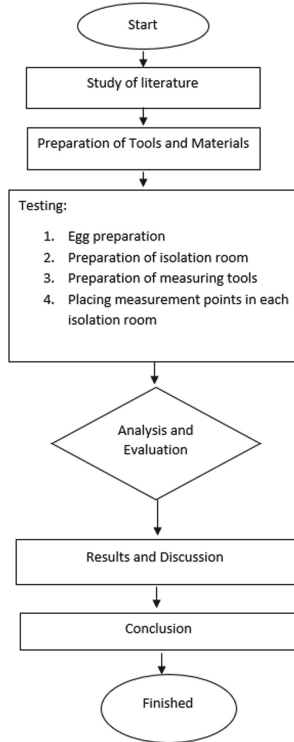 Start
Study of literature
Preparation of Tools and Materials
Testing:
1. Egg preparation
2. Preparation of isolation room
3. Preparation of measuring tools
4. Placing measurement points in each
isolation room
Analysis and
Evaluation
Results and Discussion
Conclusion
Finished